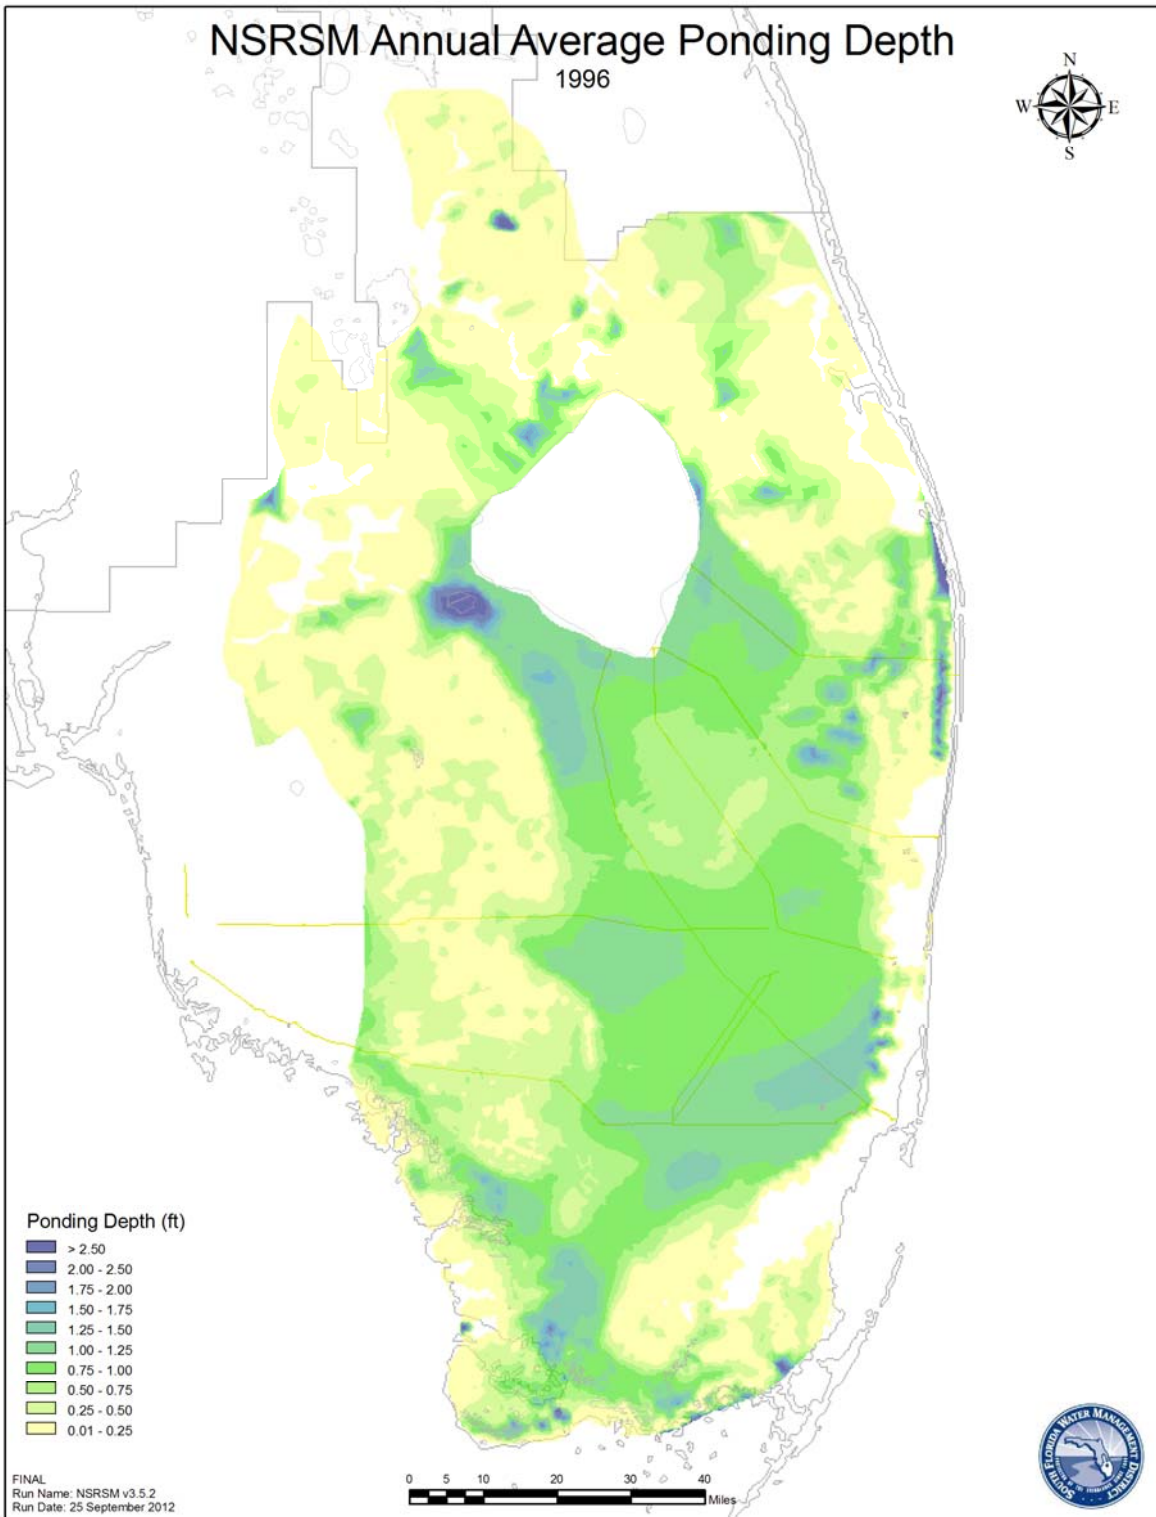 NSRSM Annual Average Ponding Depth
1996
N
W E
S
Ponding Depth (ft)
> 2.50
2.00 - 2.50
1.75 - 2.00
1.50 - 1.75
1.25 - 1.50
1.00 - 1.25
0.75 - 1.00
0.50 - 0.75
0.25 - 0.50
0.01 - 0.25
FINAL
Run Name: NSRSM v3.5.2
Run Date: 25 September 2012
0 5 10 20 30 40
Miles
SOUTH FLORIDA WATER MANAGEMENT DISTRICT